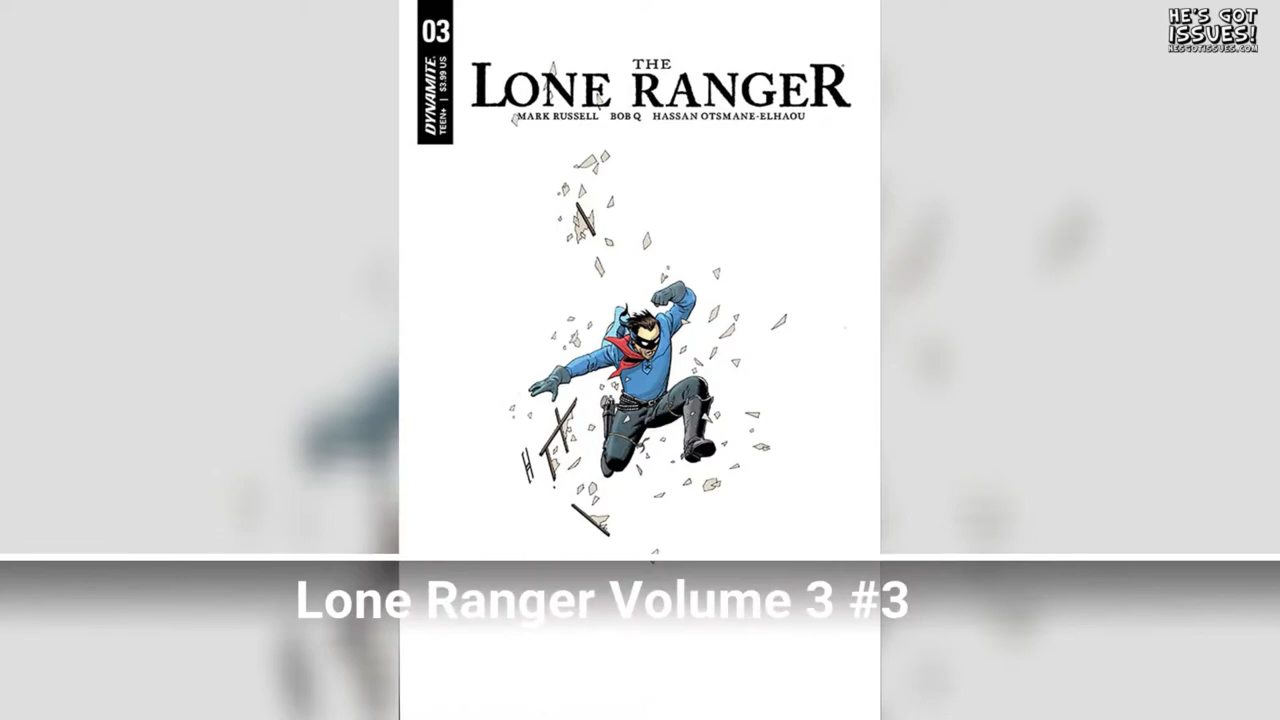 HE'S GOT
ISSUES!
HESGOTISSUES.COM
03
DYNAMITE
TEEN+ | $3.99 US
THE
LONE RANGER
MARK RUSSELL BOB Q HASSAN OTSMANE-ELHAOU
Lone Ranger Volume 3 #3